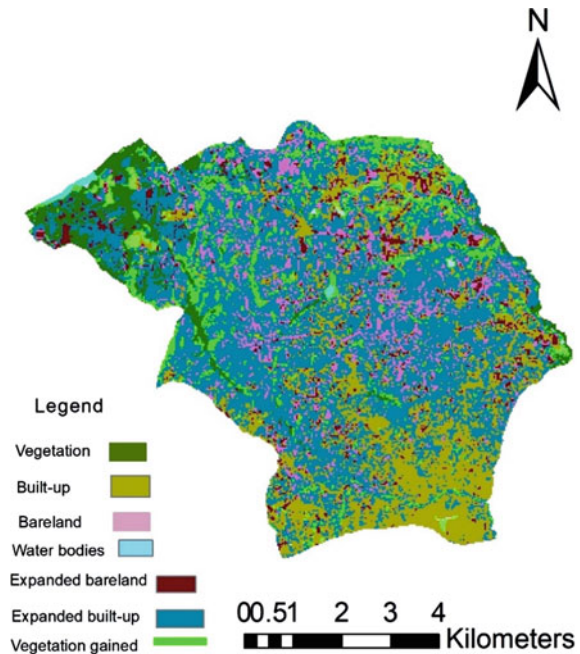 N
Legend
Vegetation
Built-up
Bareland
Water bodies
Expanded bareland
Expanded built-up
Vegetation gained
00.51 2 3 4
Kilometers